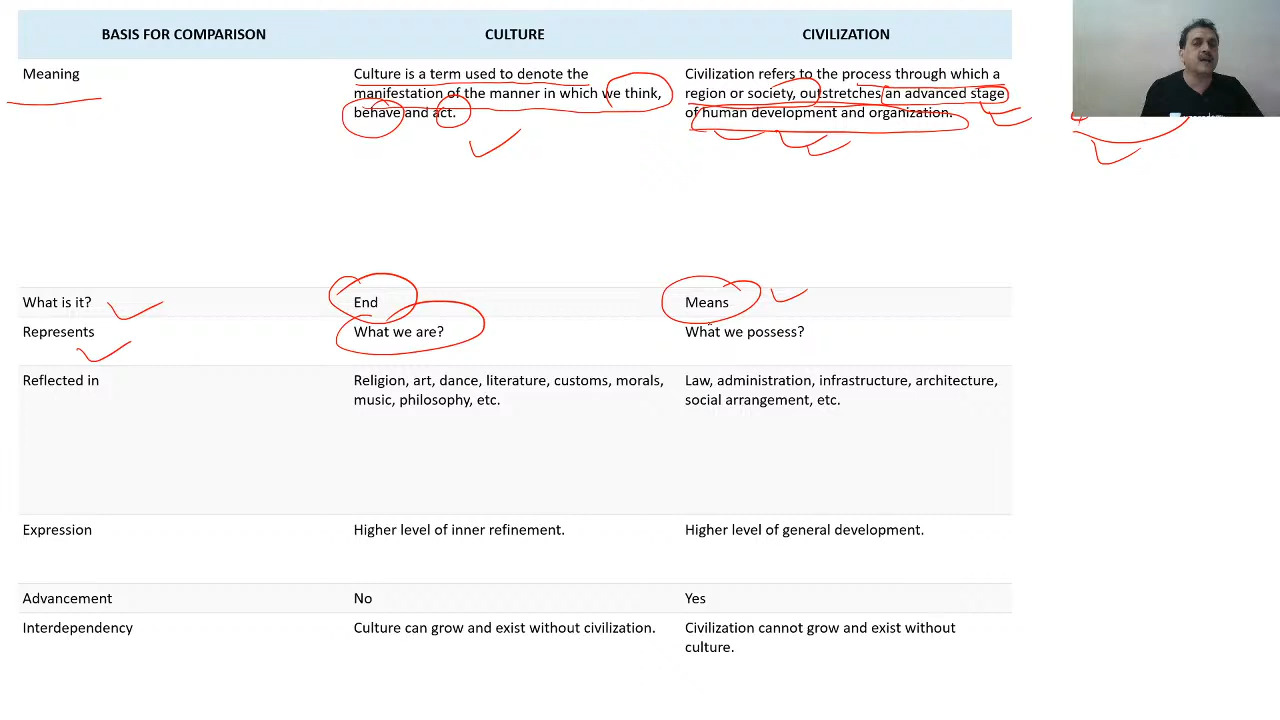 BASIS FOR COMPARISON CULTURE CIVILIZATION
Meaning
Culture is a term used to denote the
manifestation of the manner in which we think,
behave and act.
Civilization refers to the process through which a
region or society, outstretches an advanced stage
of human development and organization.
What is it? End Means
Represents What we are? What we possess?
Reflected in
Religion, art, dance, literature, customs, morals,
music, philosophy, etc.
Law, administration, infrastructure, architecture,
social arrangement, etc.
Expression Higher level of inner refinement. Higher level of general development.
Advancement No Yes
Interdependency Culture can grow and exist without civilization.
Civilization cannot grow and exist without
culture.